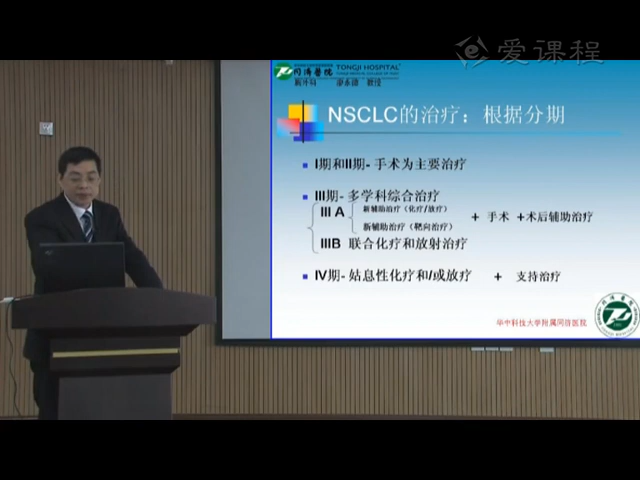 爱课程
同济医院
TONGJI HOSPITAL
胸外科 教授
NSCLC的治疗：根据分期
I期和II期- 手术为主要治疗
III期- 多学科综合治疗
III A 新辅助治疗（化疗/放疗）
新辅助治疗（靶向治疗）
+ 手术 +术后辅助治疗
IIIB 联合化疗和放射治疗
IV期- 姑息性化疗和/或放疗 + 支持治疗
华中科技大学附属同济医院